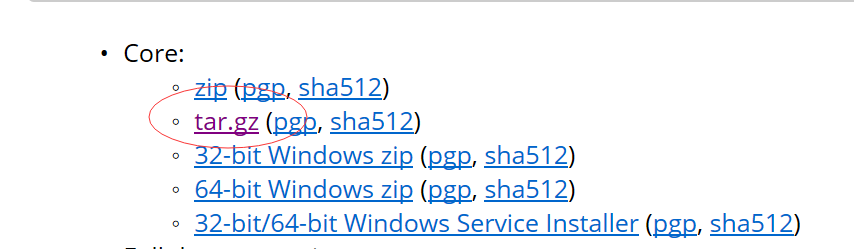 • Core:
◦ zip (pgp, sha512)
◦ tar.gz (pgp, sha512)
◦ 32-bit Windows zip (pgp, sha512)
◦ 64-bit Windows zip (pgp, sha512)
◦ 32-bit/64-bit Windows Service Installer (pgp, sha512)